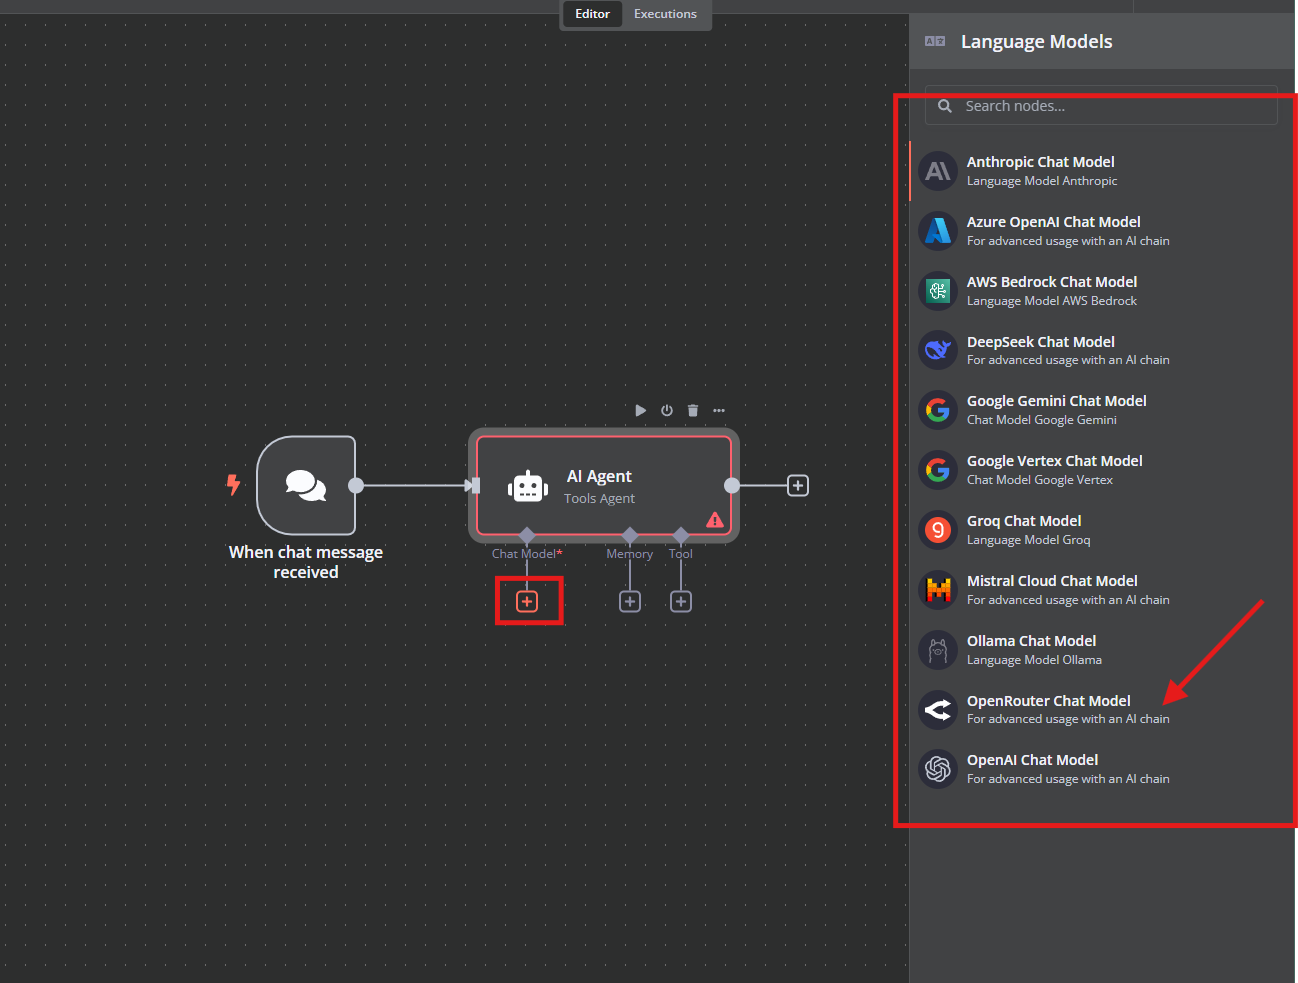 Editor Executions
Language Models
Search nodes...
Anthropic Chat Model
Language Model Anthropic
Azure OpenAI Chat Model
For advanced usage with an AI chain
AWS Bedrock Chat Model
Language Model AWS Bedrock
DeepSeek Chat Model
For advanced usage with an AI chain
Google Gemini Chat Model
Chat Model Google Gemini
Google Vertex Chat Model
Chat Model Google Vertex
Groq Chat Model
Language Model Groq
Mistral Cloud Chat Model
For advanced usage with an AI chain
Ollama Chat Model
Language Model Ollama
OpenRouter Chat Model
For advanced usage with an AI chain
OpenAI Chat Model
For advanced usage with an AI chain
AI Agent
Tools Agent
Chat Model* Memory Tool
When chat message
received